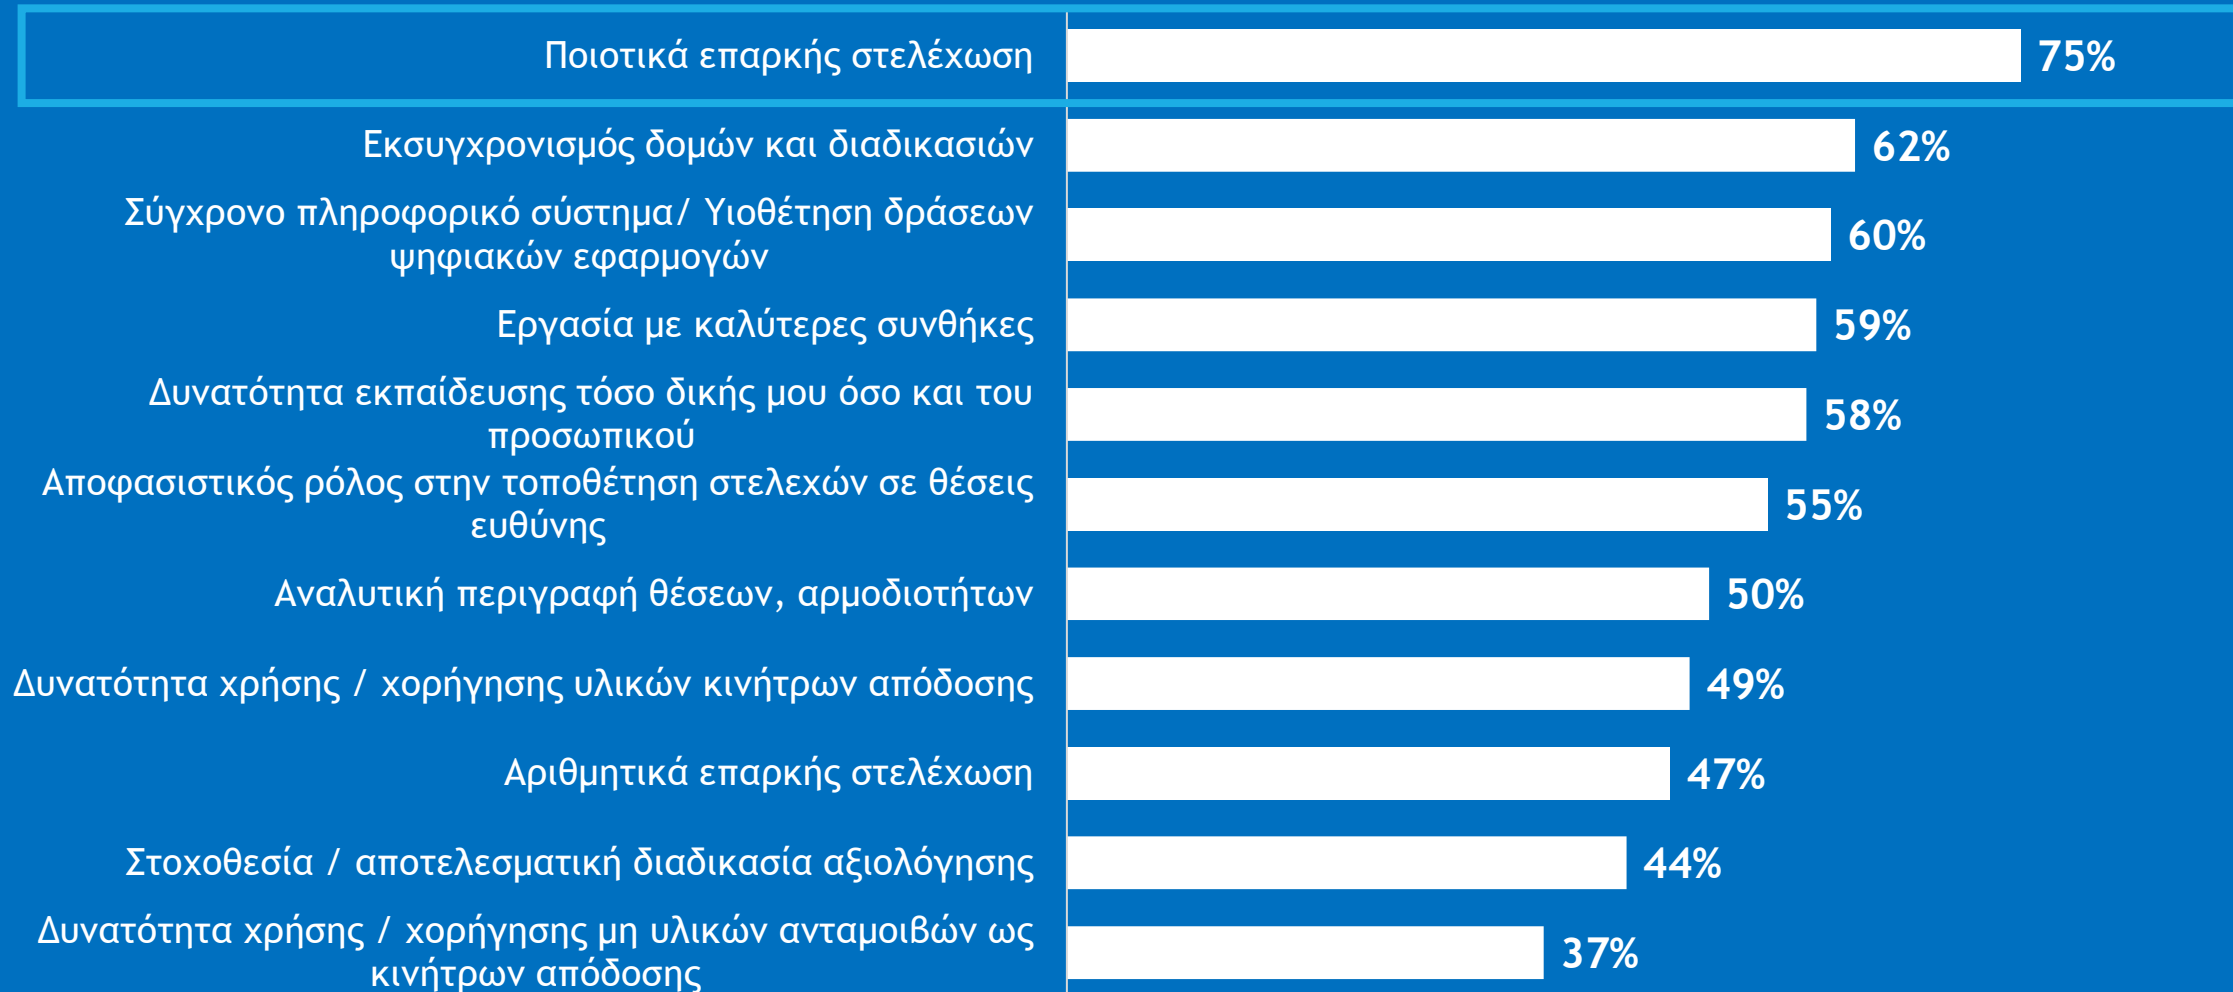 Ποιοτικά επαρκής στελέχωση 75%
Εκσυγχρονισμός δομών και διαδικασιών 62%
Σύγχρονο πληροφορικό σύστημα/ Υιοθέτηση δράσεων
ψηφιακών εφαρμογών 60%
Εργασία με καλύτερες συνθήκες 59%
Δυνατότητα εκπαίδευσης τόσο δικής μου όσο και του
προσωπικού 58%
Αποφασιστικός ρόλος στην τοποθέτηση στελεχών σε θέσεις
ευθύνης 55%
Αναλυτική περιγραφή θέσεων, αρμοδιοτήτων 50%
Δυνατότητα χρήσης / χορήγησης υλικών κινήτρων απόδοσης 49%
Αριθμητικά επαρκής στελέχωση 47%
Στοχοθεσία / αποτελεσματική διαδικασία αξιολόγησης 44%
Δυνατότητα χρήσης / χορήγησης μη υλικών ανταμοιβών ως
κινήτρων απόδοσης 37%